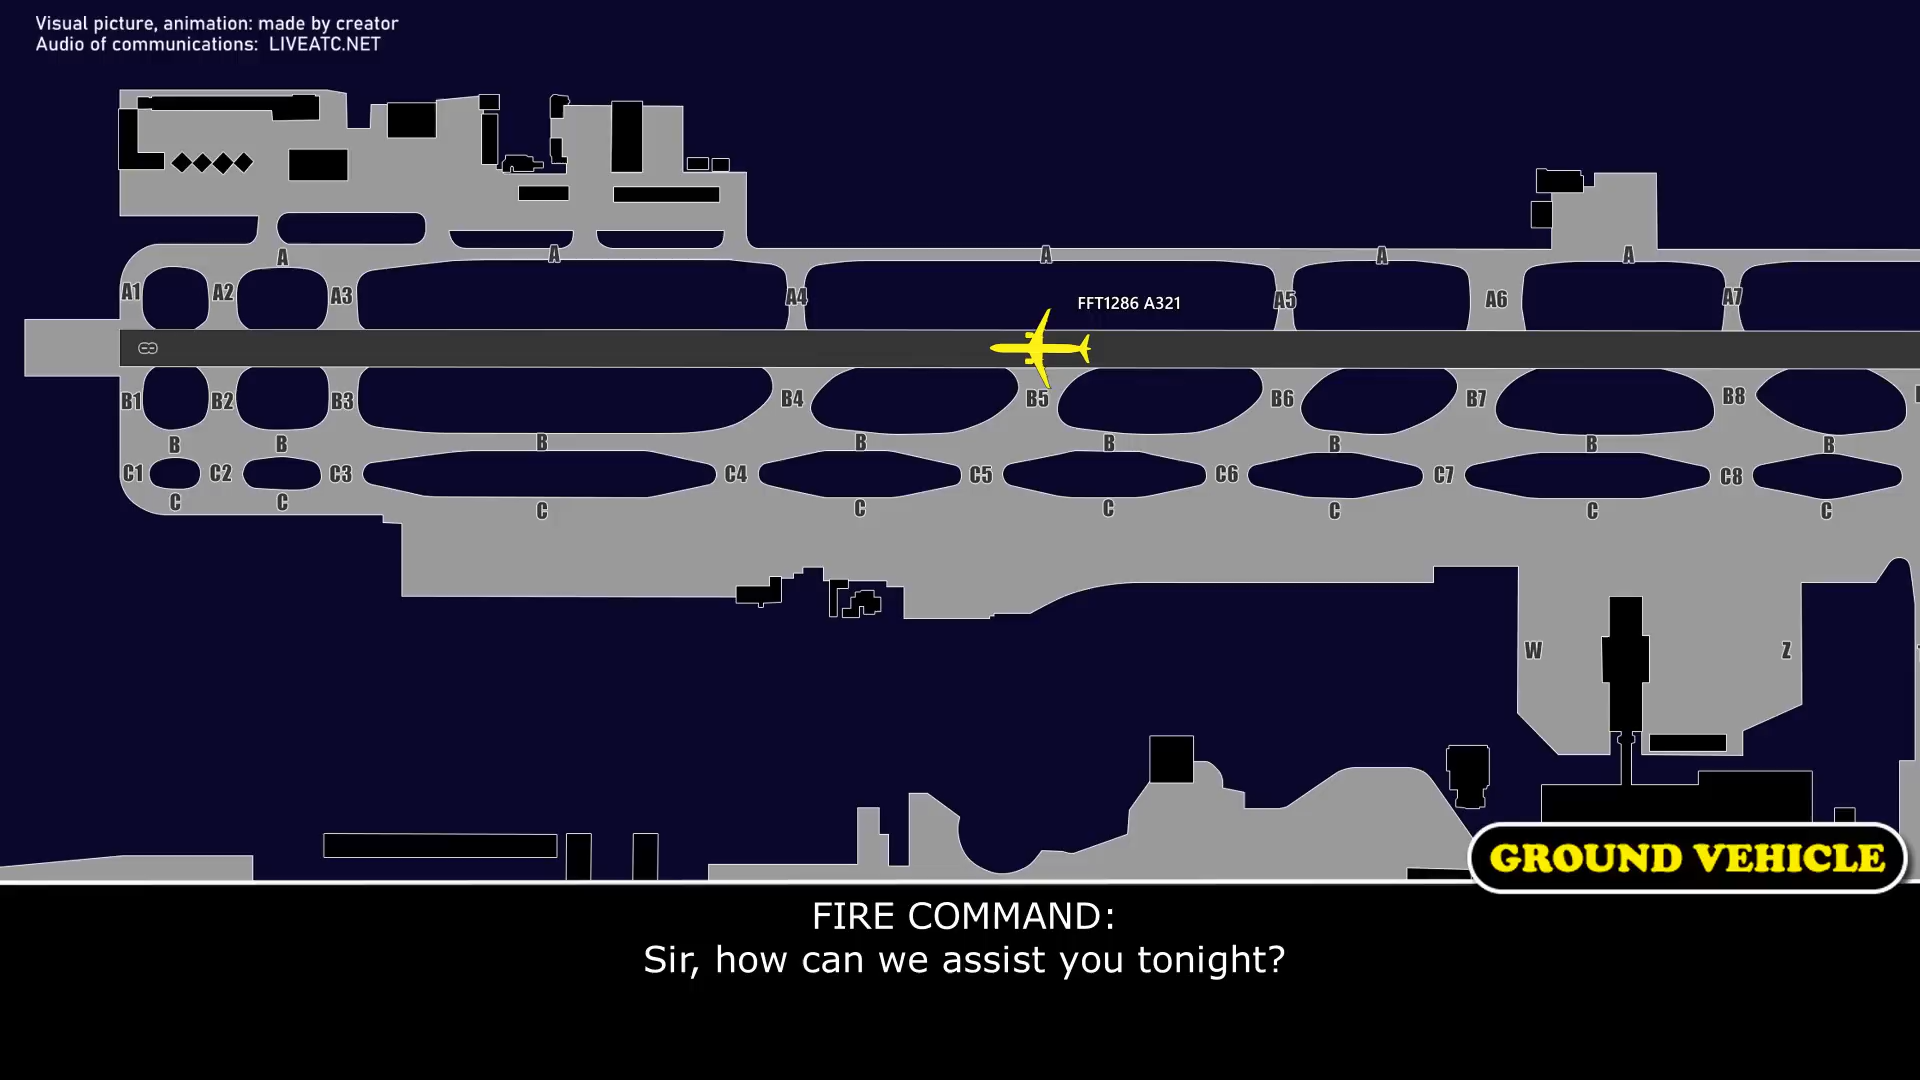 Visual picture, animation: made by creator
Audio of communications: LIVEATC.NET
A A A A A
A1 A2 A3 A4 A5 A6 A7
FFT1286 A321
8
B1 B2 B3 B4 B5 B6 B7 B8
B B B B B B B B
C1 C2 C3 C4 C5 C6 C7 C8
C C C C C C C C
W Z
GROUND VEHICLE
FIRE COMMAND:
Sir, how can we assist you tonight?